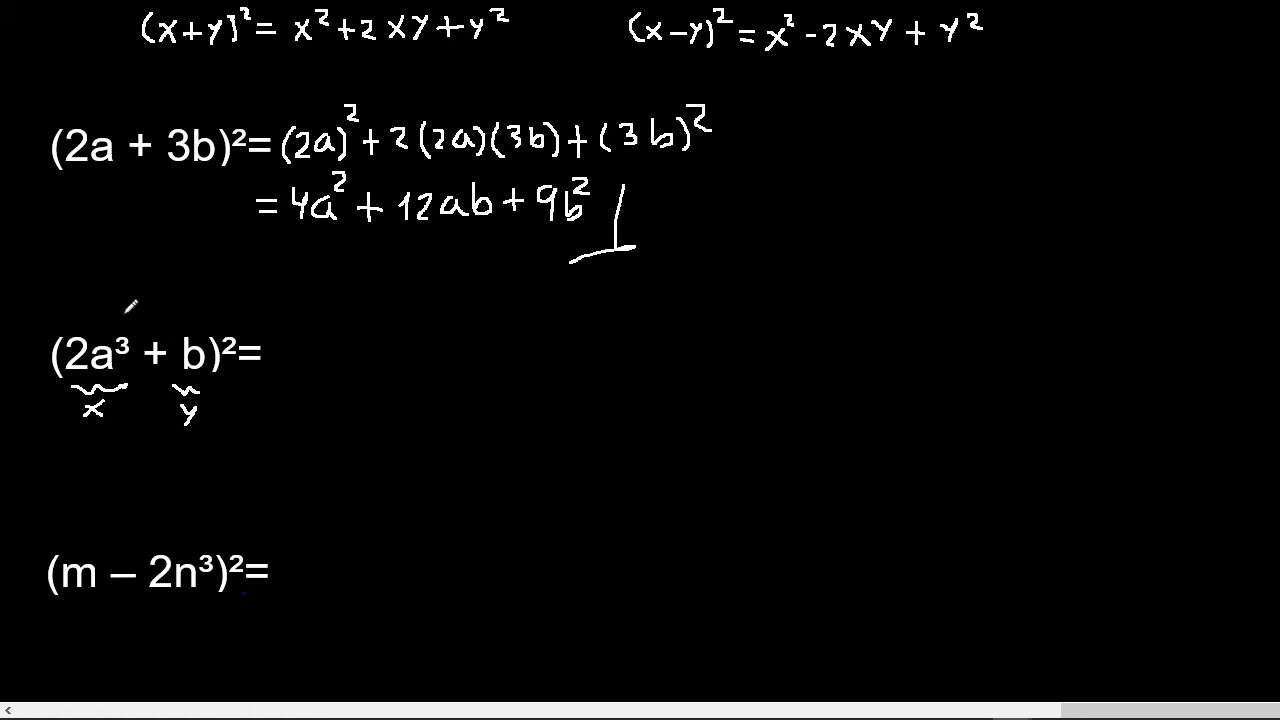 (x+y)² = x² + 2xy + y² (x-y)² = x² - 2xy + y²
(2a + 3b)²= (2a)² + 2(2a)(3b) + (3b)²
= 4a² + 12ab + 9b²
(2a³ + b)²=
x y
(m – 2n³)²=